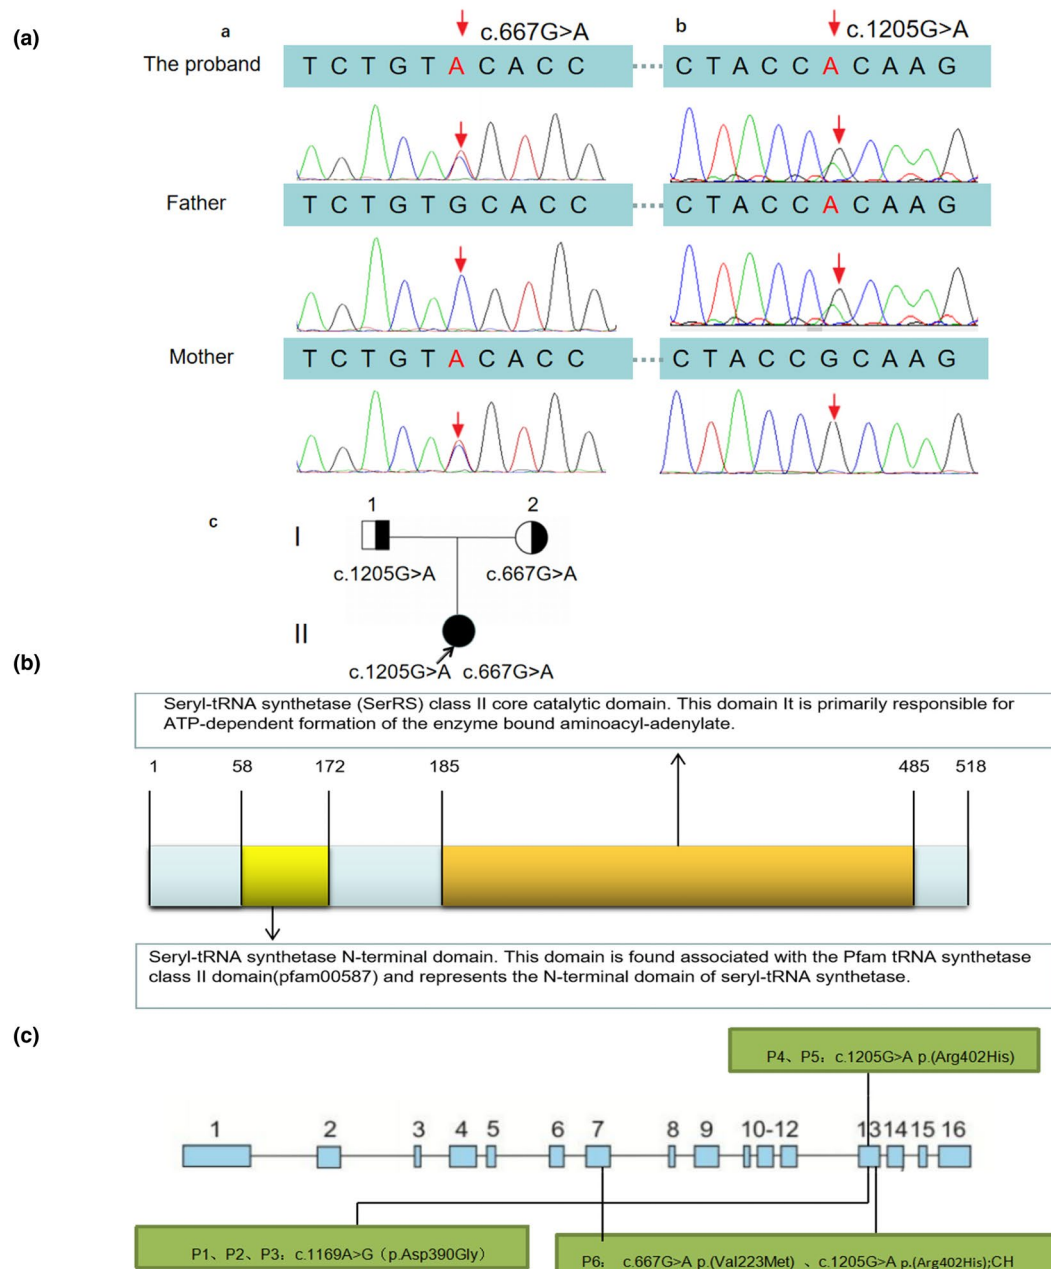 (a)
a
c.667G>A
b
c.1205G>A
The proband
T C T G T A C A C C
C T A C C A C A A G
Father
T C T G T G C A C C
C T A C C A C A A G
Mother
T C T G T A C A C C
C T A C C G C A A G
c
1
2
I
c.1205G>A
c.667G>A
II
c.1205G>A
c.667G>A
(b)
Seryl-tRNA synthetase (SerRS) class II core catalytic domain. This domain It is primarily responsible for
ATP-dependent formation of the enzyme bound aminoacyl-adenylate.
1 58 172 185 485 518
Seryl-tRNA synthetase N-terminal domain. This domain is found associated with the Pfam tRNA synthetase
class II domain(pfam00587) and represents the N-terminal domain of seryl-tRNA synthetase.
(c)
P4、P5：c.1205G>A p.(Arg402His)
1 2 3 4 5 6 7 8 9 10-12 13 14 15 16
P1、P2、P3：c.1169A>G（p.Asp390Gly）
P6： c.667G>A p.(Val223Met) 、c.1205G>A p.(Arg402His);CH